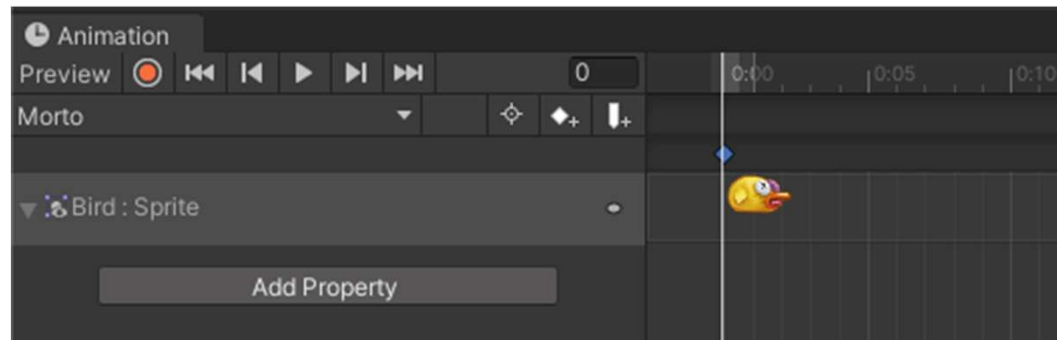 Animation
Preview 0 0:00 0:05 0:10
Morto
Bird : Sprite
Add Property